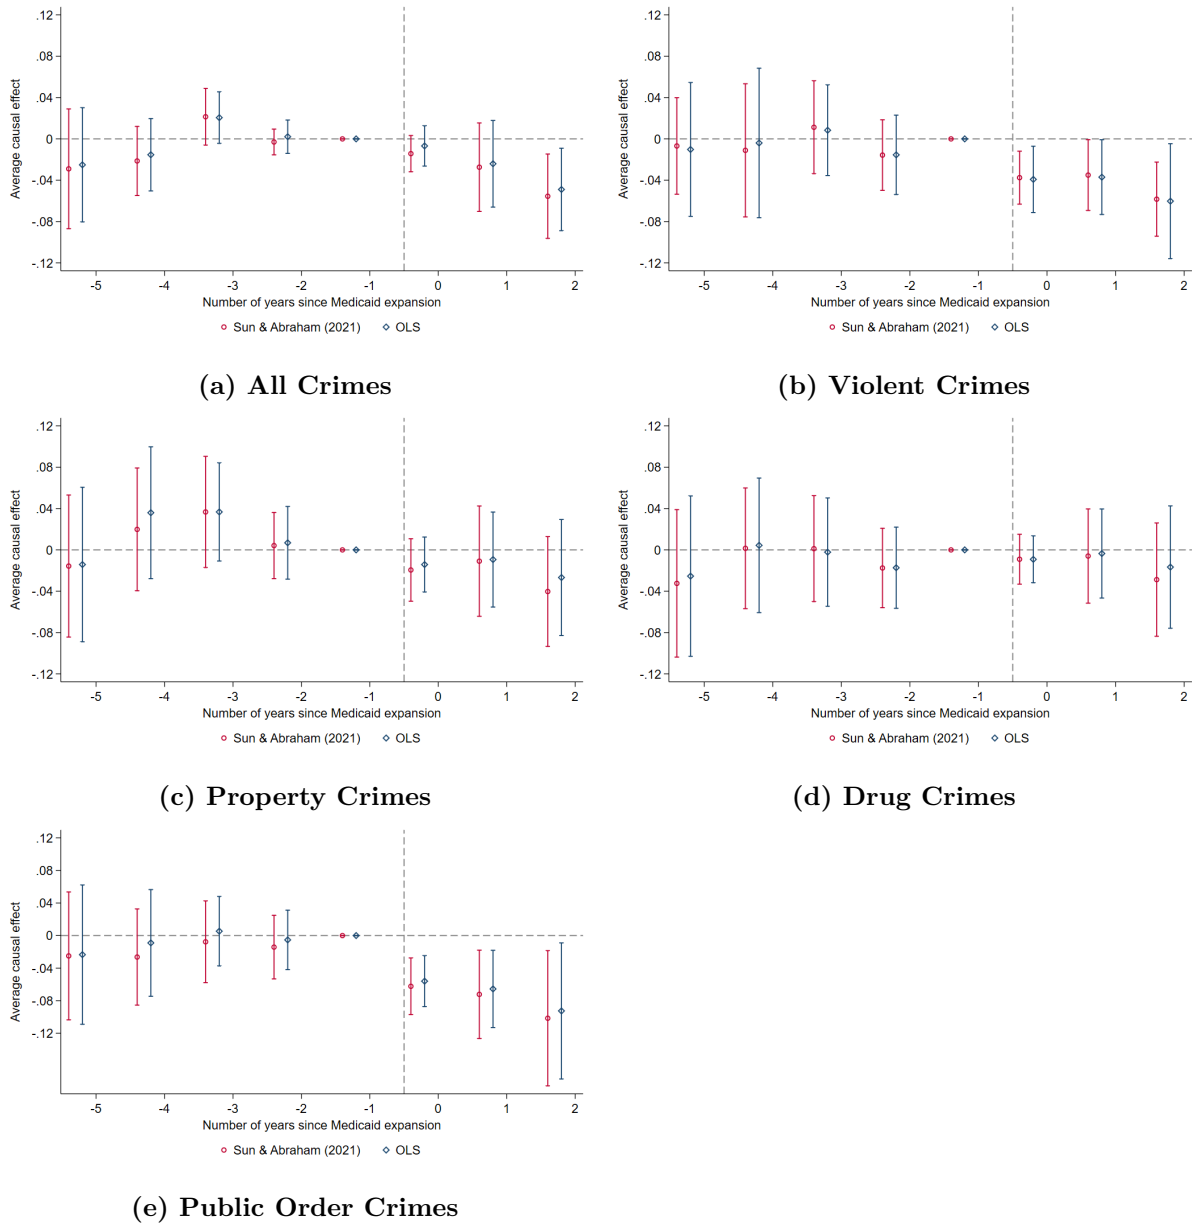 .12
.08
.04
0
-.04
-.08
-.12
Average causal effect
-5 -4 -3 -2 -1 0 1 2
Number of years since Medicaid expansion
Sun & Abraham (2021) OLS
(a) All Crimes
.12
.08
.04
0
-.04
-.08
-.12
Average causal effect
-5 -4 -3 -2 -1 0 1 2
Number of years since Medicaid expansion
Sun & Abraham (2021) OLS
(b) Violent Crimes
.12
.08
.04
0
-.04
-.08
-.12
Average causal effect
-5 -4 -3 -2 -1 0 1 2
Number of years since Medicaid expansion
Sun & Abraham (2021) OLS
(c) Property Crimes
.12
.08
.04
0
-.04
-.08
-.12
Average causal effect
-5 -4 -3 -2 -1 0 1 2
Number of years since Medicaid expansion
Sun & Abraham (2021) OLS
(d) Drug Crimes
.12
.08
.04
0
-.04
-.08
-.12
Average causal effect
-5 -4 -3 -2 -1 0 1 2
Number of years since Medicaid expansion
Sun & Abraham (2021) OLS
(e) Public Order Crimes